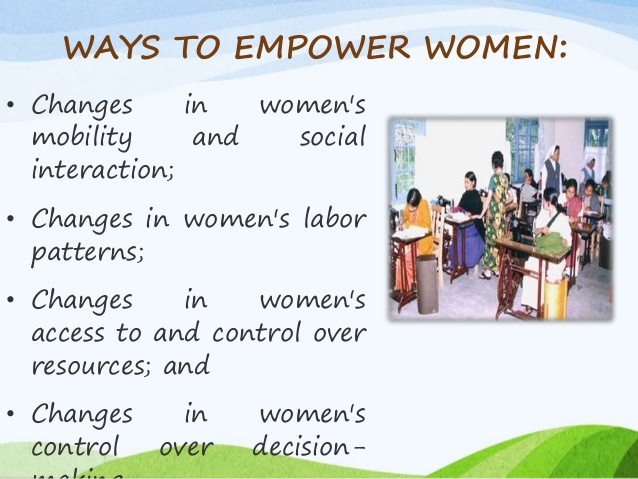 WAYS TO EMPOWER WOMEN:
• Changes in women's
mobility and social
interaction;
• Changes in women's labor
patterns;
• Changes in women's
access to and control over
resources; and
• Changes in women's
control over decision-
making